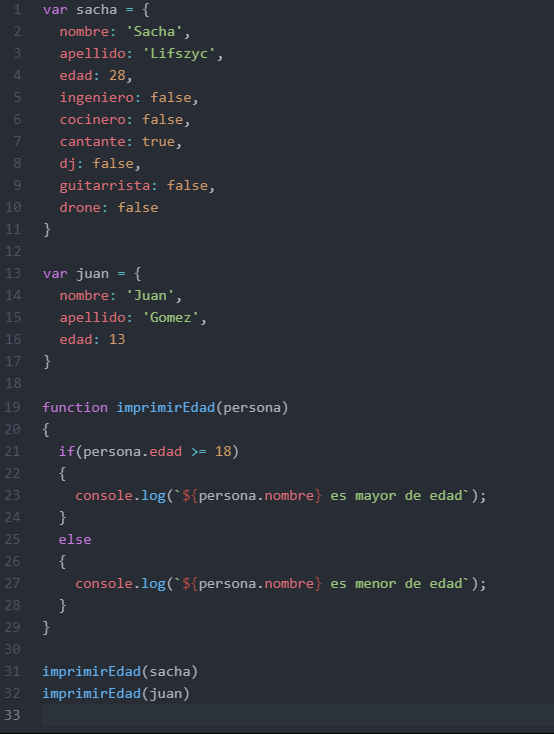 1 var sacha = {
2 nombre: 'Sacha',
3 apellido: 'Lifszyc',
4 edad: 28,
5 ingeniero: false,
6 cocinero: false,
7 cantante: true,
8 dj: false,
9 guitarrista: false,
10 drone: false
11 }
12
13 var juan = {
14 nombre: 'Juan',
15 apellido: 'Gomez',
16 edad: 13
17 }
18
19 function imprimirEdad(persona)
20 {
21 if(persona.edad >= 18)
22 {
23 console.log(`${persona.nombre} es mayor de edad`);
24 }
25 else
26 {
27 console.log(`${persona.nombre} es menor de edad`);
28 }
29 }
30
31 imprimirEdad(sacha)
32 imprimirEdad(juan)
33